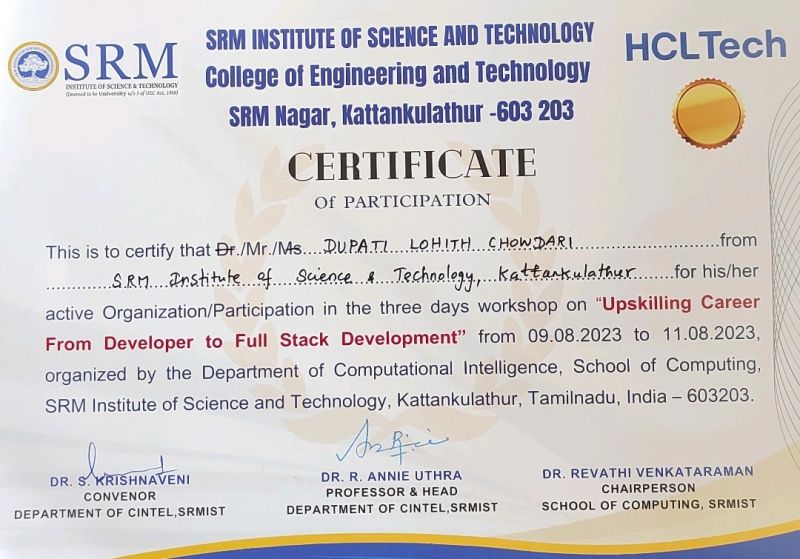 SRM
INSTITUTE OF SCIENCE & TECHNOLOGY
(Deemed to be University u/s 3 of UGC Act, 1956)
SRM INSTITUTE OF SCIENCE AND TECHNOLOGY
College of Engineering and Technology
SRM Nagar, Kattankulathur -603 203
HCLTech
CERTIFICATE
OF PARTICIPATION
This is to certify that Dr./Mr./Ms....DUPATI LOHITH CHOWDARI........................from
............SRM Institute of Science & Technology, Kattankulathur......for his/her
active Organization/Participation in the three days workshop on “Upskilling Career
From Developer to Full Stack Development” from 09.08.2023 to 11.08.2023,
organized by the Department of Computational Intelligence, School of Computing,
SRM Institute of Science and Technology, Kattankulathur, Tamilnadu, India – 603203.
DR. S. KRISHNAVENI
CONVENOR
DEPARTMENT OF CINTEL,SRMIST
DR. R. ANNIE UTHRA
PROFESSOR & HEAD
DEPARTMENT OF CINTEL,SRMIST
DR. REVATHI VENKATARAMAN
CHAIRPERSON
SCHOOL OF COMPUTING, SRMIST